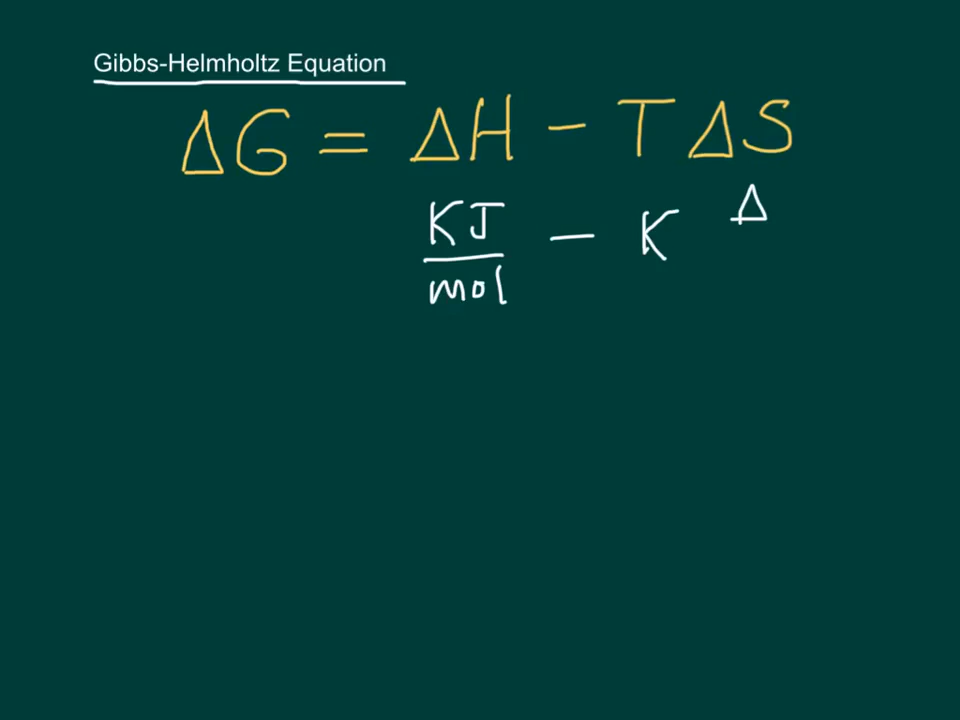 Gibbs-Helmholtz Equation
ΔG = ΔH - TΔS
KJ/mol - K Δ